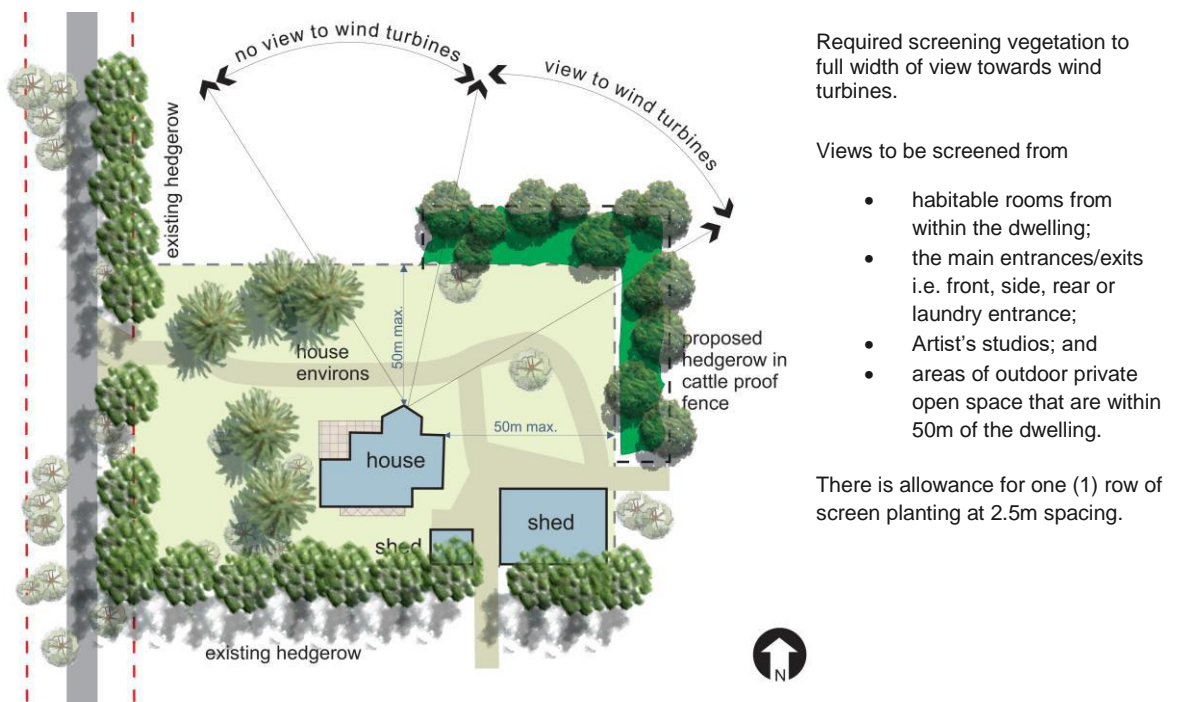 no view to wind turbines
view to wind turbines
existing hedgerow
50m max.
house
environs
proposed
hedgerow in
cattle proof
fence
50m max.
house
shed
shed
existing hedgerow
N
Required screening vegetation to
full width of view towards wind
turbines.
Views to be screened from
• habitable rooms from
within the dwelling;
• the main entrances/exits
i.e. front, side, rear or
laundry entrance;
• Artist's studios; and
• areas of outdoor private
open space that are within
50m of the dwelling.
There is allowance for one (1) row of
screen planting at 2.5m spacing.